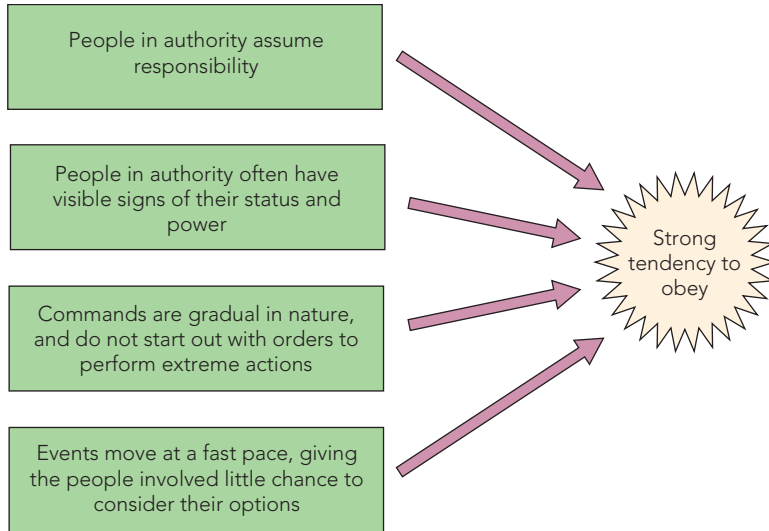 People in authority assume
responsibility
People in authority often have
visible signs of their status and
power
Commands are gradual in nature,
and do not start out with orders to
perform extreme actions
Events move at a fast pace, giving
the people involved little chance to
consider their options
Strong
tendency to
obey